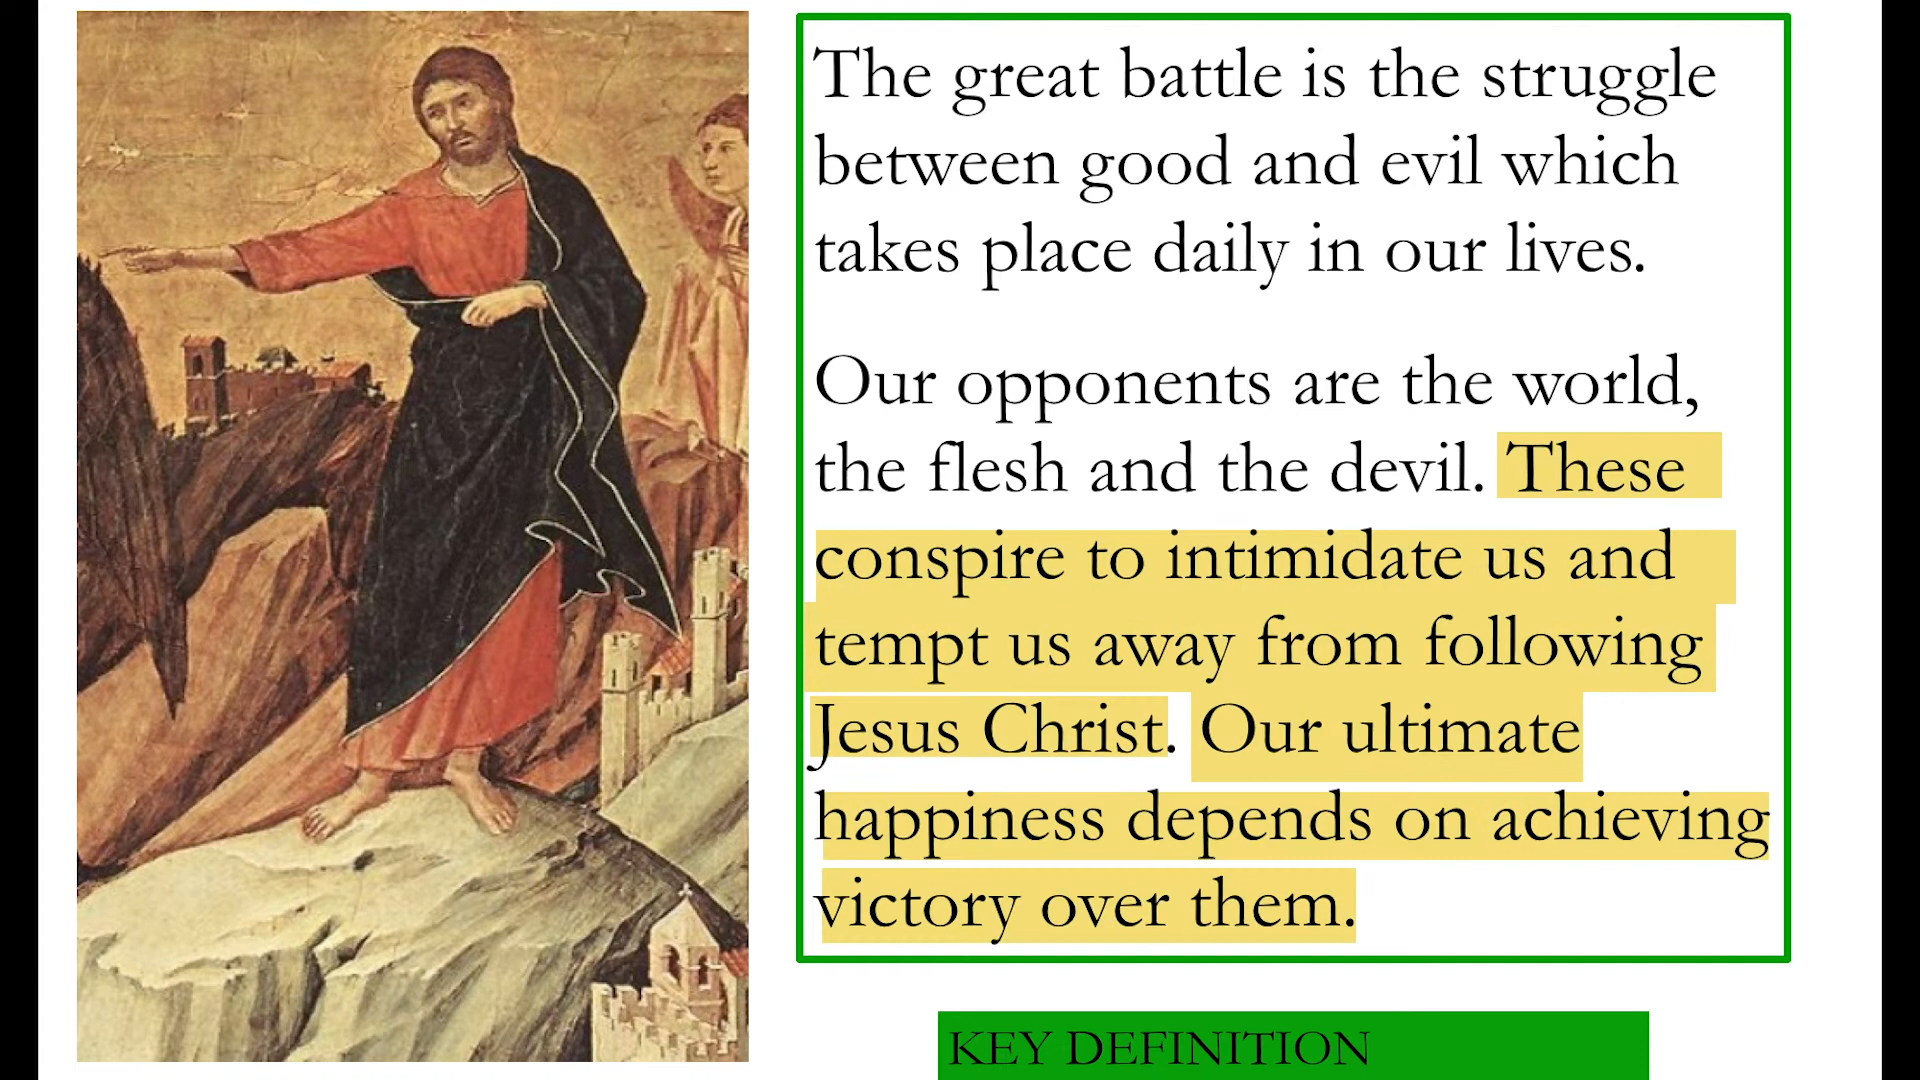 The great battle is the struggle
between good and evil which
takes place daily in our lives.
Our opponents are the world,
the flesh and the devil. These
conspire to intimidate us and
tempt us away from following
Jesus Christ. Our ultimate
happiness depends on achieving
victory over them.
KEY DEFINITION